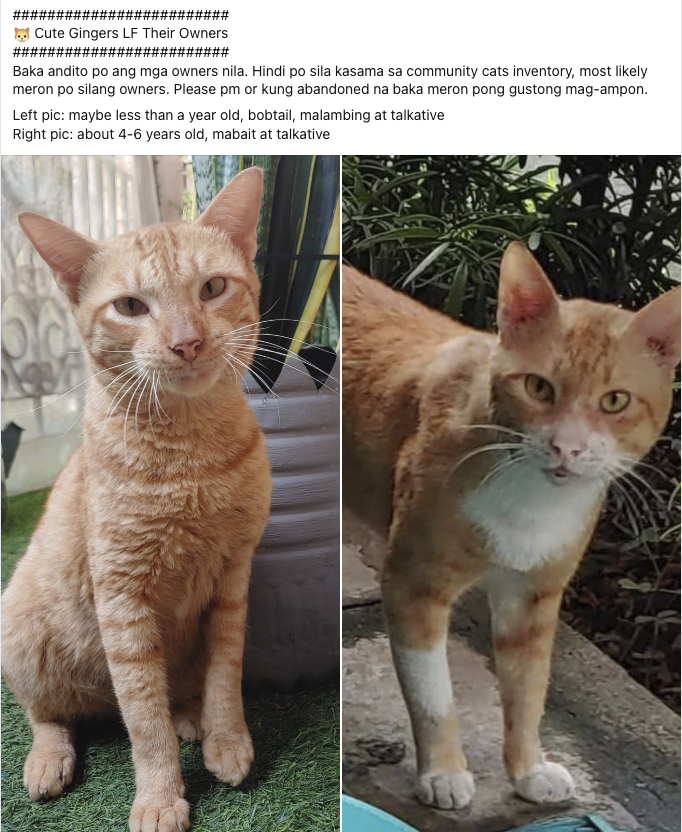 #########################
🐱 Cute Gingers LF Their Owners
#########################
Baka andito po ang mga owners nila. Hindi po sila kasama sa community cats inventory, most likely
meron po silang owners. Please pm or kung abandoned na baka meron pong gustong mag-ampon.
Left pic: maybe less than a year old, bobtail, malambing at talkative
Right pic: about 4-6 years old, mabait at talkative